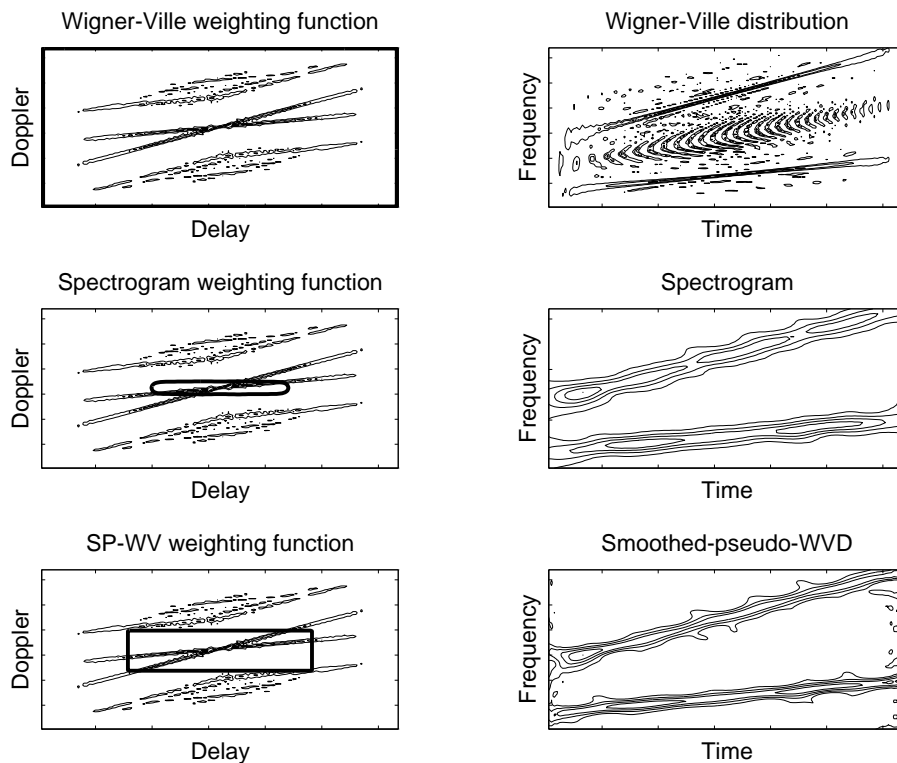 Wigner-Ville weighting function
Doppler
Delay
Wigner-Ville distribution
Frequency
Time
Spectrogram weighting function
Doppler
Delay
Spectrogram
Frequency
Time
SP-WV weighting function
Doppler
Delay
Smoothed-pseudo-WVD
Frequency
Time